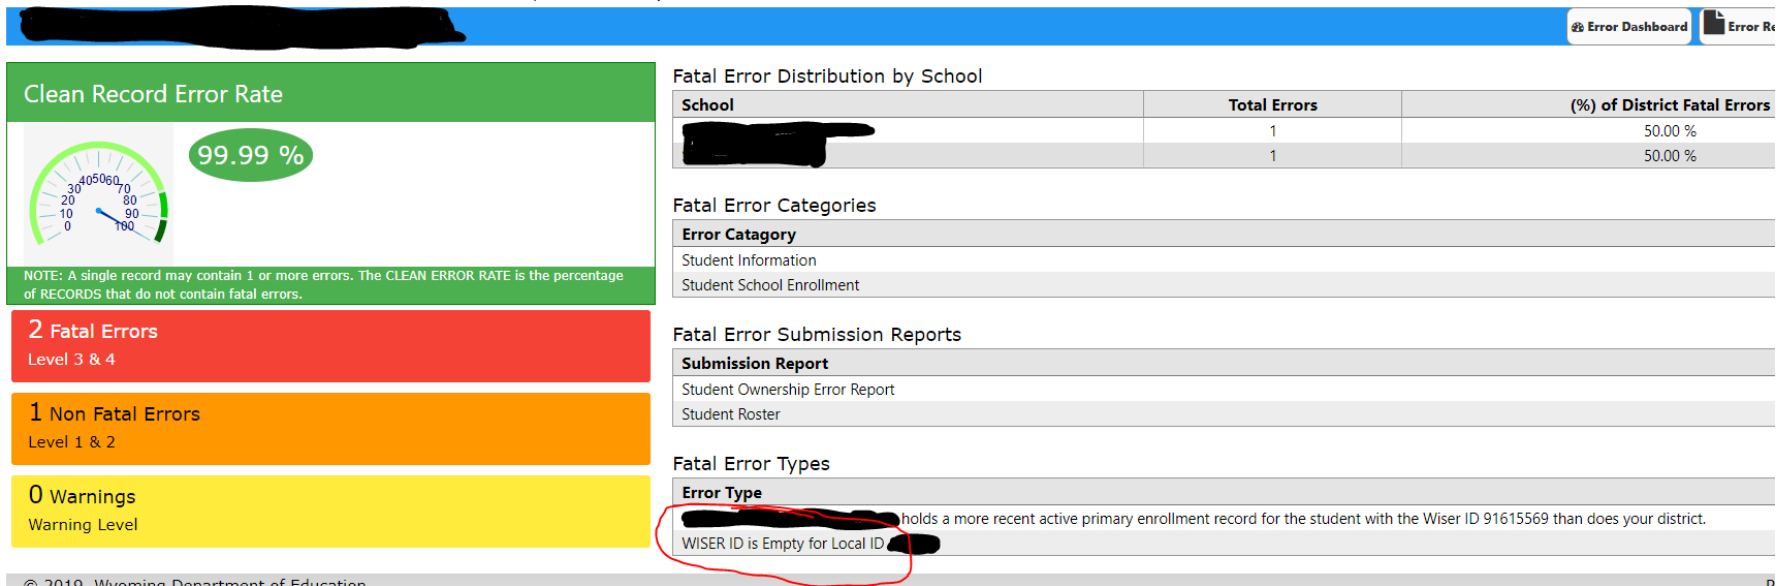 Error Dashboard
Error Re
Clean Record Error Rate
99.99 %
0
10
20
30
40
50
60
70
80
90
100
NOTE: A single record may contain 1 or more errors. The CLEAN ERROR RATE is the percentage
of RECORDS that do not contain fatal errors.
2 Fatal Errors
Level 3 & 4
1 Non Fatal Errors
Level 1 & 2
0 Warnings
Warning Level
Fatal Error Distribution by School
School Total Errors (%) of District Fatal Errors
1 50.00 %
1 50.00 %
Fatal Error Categories
Error Catagory
Student Information
Student School Enrollment
Fatal Error Submission Reports
Submission Report
Student Ownership Error Report
Student Roster
Fatal Error Types
Error Type
holds a more recent active primary enrollment record for the student with the Wiser ID 91615569 than does your district.
WISER ID is Empty for Local ID
© 2019 Wyoming Department of Education